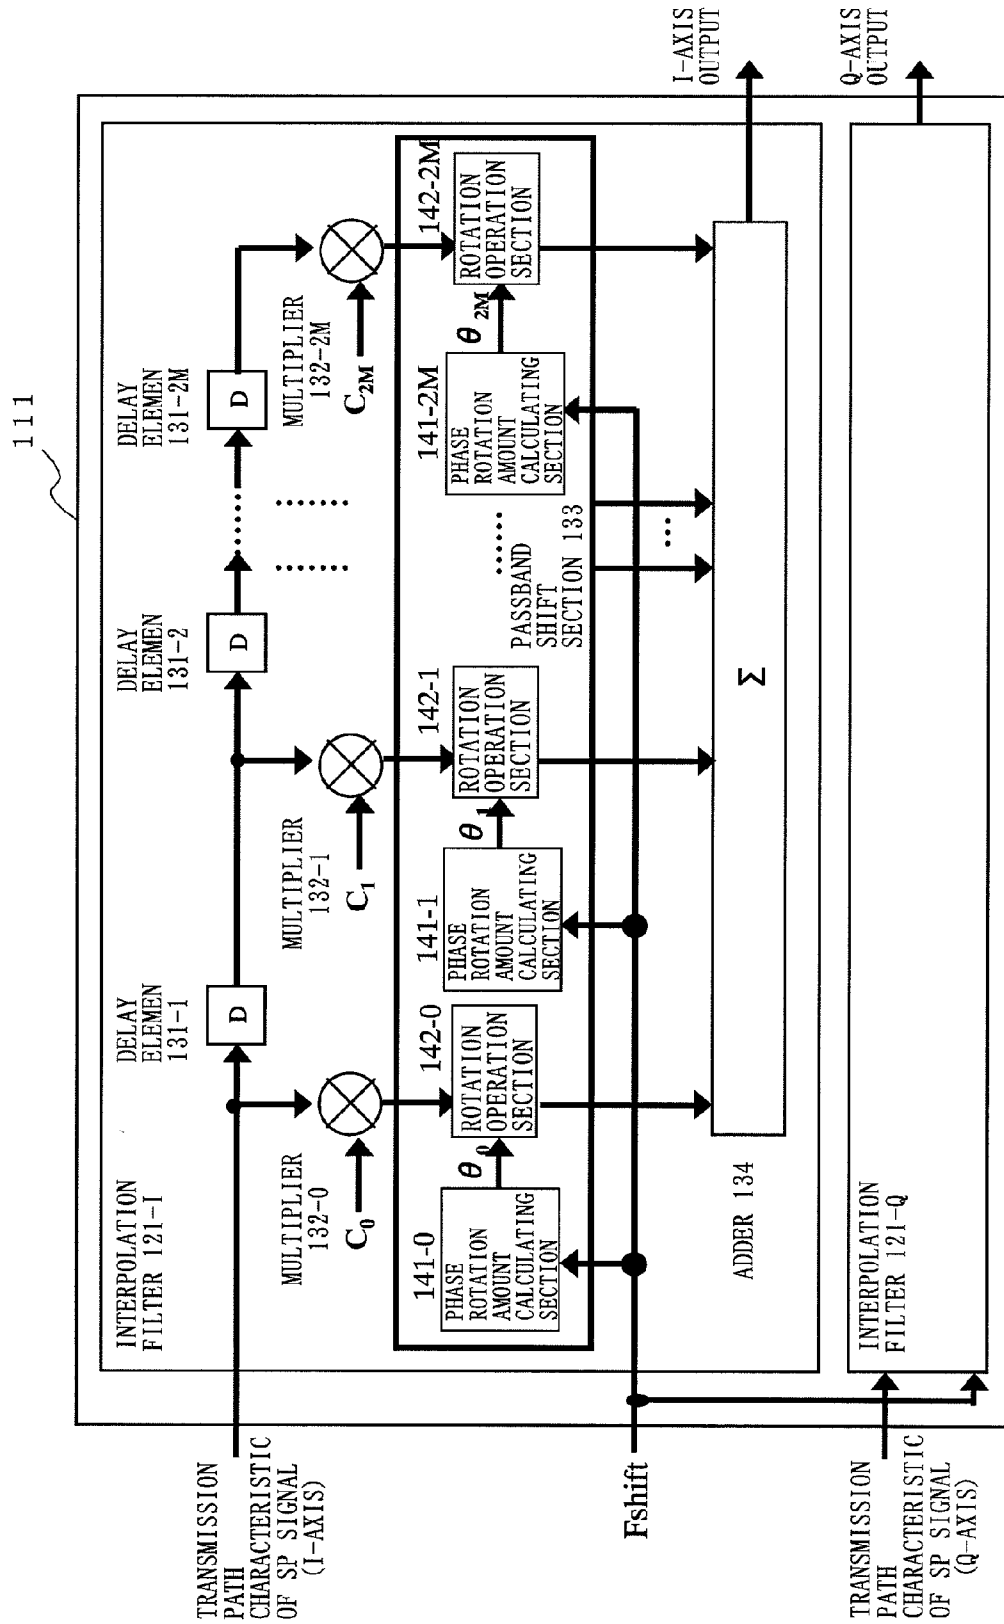 111
INTERPOLATION
FILTER 121-I
DELAY
ELEMEN
131-1
DELAY
ELEMEN
131-2
DELAY
ELEMEN
131-2M
D
D
........
D
TRANSMISSION
PATH
CHARACTERISTIC
OF SP SIGNAL
(I-AXIS)
MULTIPLIER
132-0
C0
MULTIPLIER
132-1
C1
........
........
MULTIPLIER
132-2M
C2M
141-0
PHASE
ROTATION
AMOUNT
CALCULATING
SECTION
θ0
142-0
ROTATION
OPERATION
SECTION
141-1
PHASE
ROTATION
AMOUNT
CALCULATING
SECTION
θ1
142-1
ROTATION
OPERATION
SECTION
......
PASSBAND
SHIFT
SECTION 133
141-2M
PHASE
ROTATION
AMOUNT
CALCULATING
SECTION
θ2M
142-2M
ROTATION
OPERATION
SECTION
Fshift
...
ADDER 134
Σ
I-AXIS
OUTPUT
TRANSMISSION
PATH
CHARACTERISTIC
OF SP SIGNAL
(Q-AXIS)
INTERPOLATION
FILTER 121-Q
Q-AXIS
OUTPUT